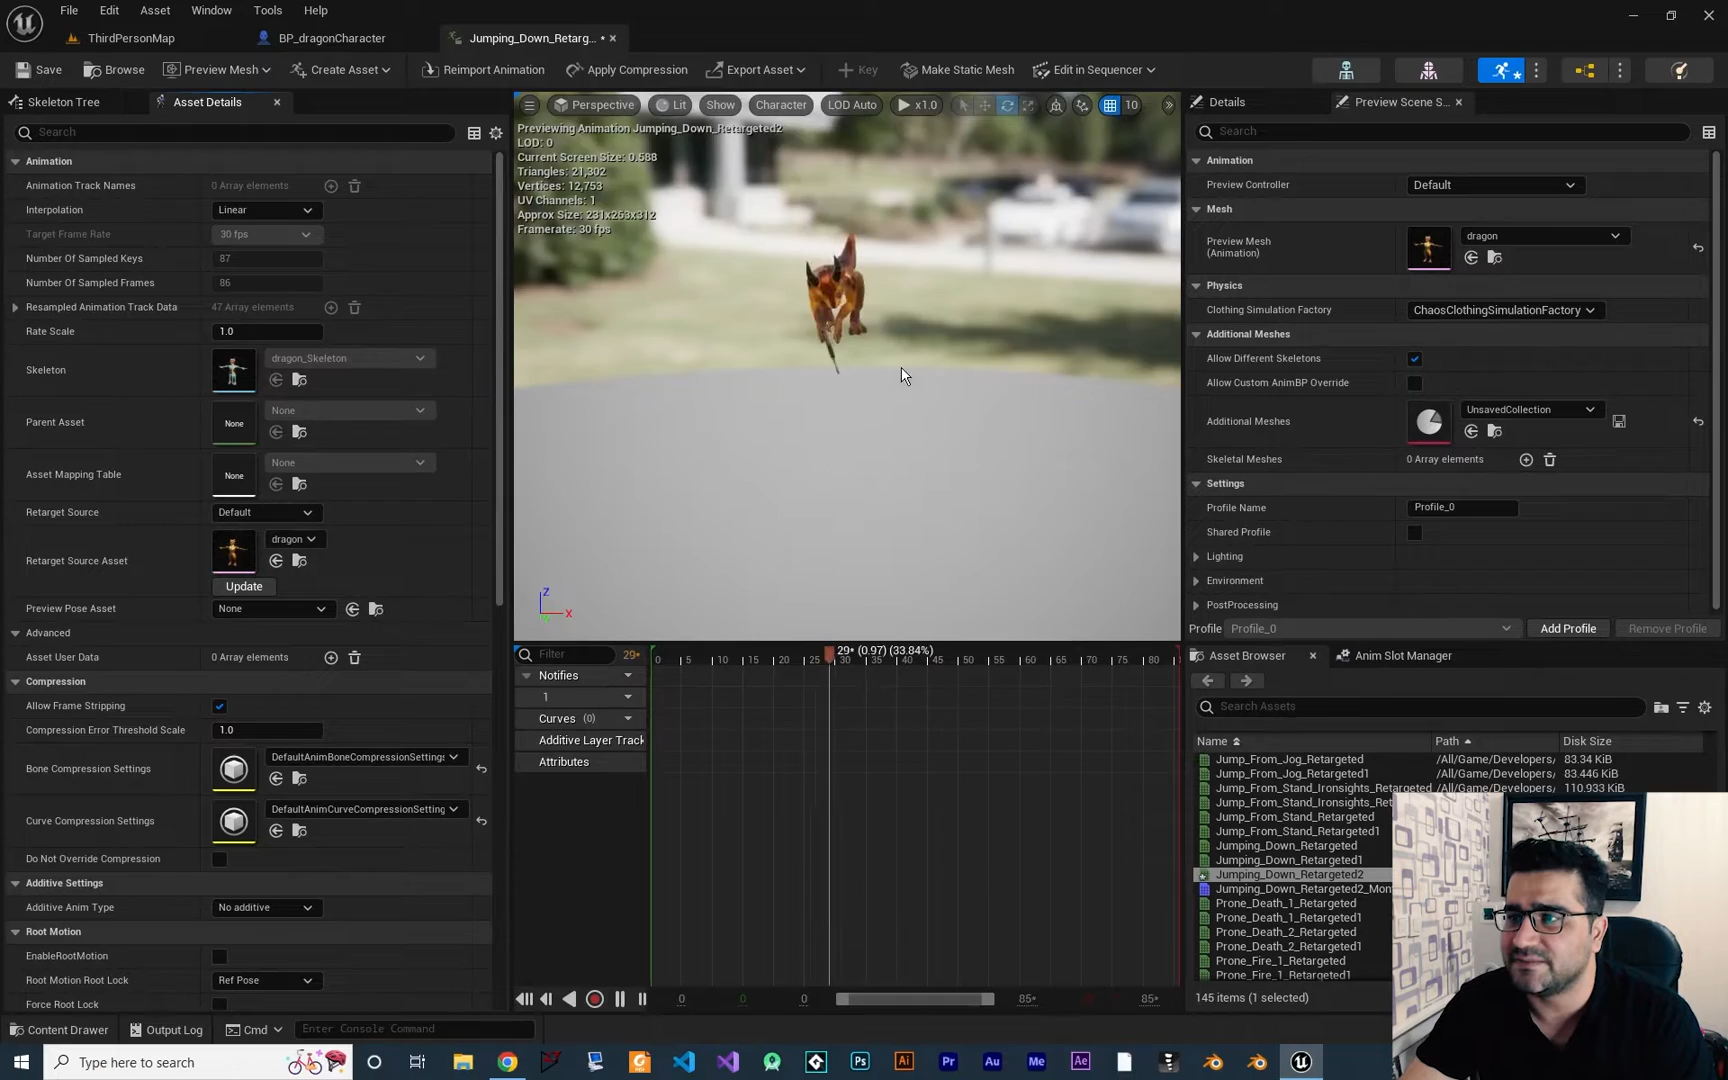 File Edit Asset Window Tools Help
ThirdPersonMap BP_dragonCharacter Jumping_Down_Retarg... *
Save Browse Preview Mesh Create Asset Reimport Animation Apply Compression Export Asset Key Make Static Mesh Edit in Sequencer
Skeleton Tree Asset Details
Search
Animation
Animation Track Names 0 Array elements
Interpolation Linear
Target Frame Rate 30 fps
Number Of Sampled Keys 87
Number Of Sampled Frames 86
Resampled Animation Track Data 47 Array elements
Rate Scale 1.0
Skeleton dragon_Skeleton
Parent Asset None None
Asset Mapping Table None None
Retarget Source Default
Retarget Source Asset dragon
Update
Preview Pose Asset None
Advanced
Asset User Data 0 Array elements
Compression
Allow Frame Stripping
Compression Error Threshold Scale 1.0
Bone Compression Settings DefaultAnimBoneCompressionSettings
Curve Compression Settings DefaultAnimCurveCompressionSetting
Do Not Override Compression
Additive Settings
Additive Anim Type No additive
Root Motion
EnableRootMotion
Root Motion Root Lock Ref Pose
Force Root Lock
Perspective Lit Show Character LOD Auto x1.0 10
Previewing Animation Jumping_Down_Retargeted2
LOD: 0
Current Screen Size: 0.588
Triangles: 21,302
Vertices: 12,753
UV Channels: 1
Approx Size: 231x263x312
Framerate: 30 fps
Z
X
Filter 29*
29* (0.97) (33.84%)
0 5 10 15 20 25 30 35 40 45 50 55 60 65 70 75 80
Notifies
1
Curves (0)
Additive Layer Track
Attributes
0 0 0 85* 85*
Details Preview Scene S...
Search
Animation
Preview Controller Default
Mesh
Preview Mesh (Animation) dragon
Physics
Clothing Simulation Factory ChaosClothingSimulationFactory
Additional Meshes
Allow Different Skeletons
Allow Custom AnimBP Override
Additional Meshes UnsavedCollection
Skeletal Meshes 0 Array elements
Settings
Profile Name Profile_0
Shared Profile
Lighting
Environment
PostProcessing
Profile Profile_0 Add Profile Remove Profile
Asset Browser Anim Slot Manager
Search Assets
Name Path Disk Size
Jump_From_Jog_Retargeted /All/Game/Developers/ 83.34 KiB
Jump_From_Jog_Retargeted1 /All/Game/Developers/ 83.446 KiB
Jump_From_Stand_Ironsights_Retargeted /All/Game/Developers/ 110.933 KiB
Jump_From_Stand_Ironsights_Ret
Jump_From_Stand_Retargeted
Jump_From_Stand_Retargeted1
Jumping_Down_Retargeted
Jumping_Down_Retargeted1
Jumping_Down_Retargeted2
Jumping_Down_Retargeted2_Mon
Prone_Death_1_Retargeted
Prone_Death_1_Retargeted1
Prone_Death_2_Retargeted
Prone_Death_2_Retargeted1
Prone_Fire_1_Retargeted
Prone_Fire_1_Retargeted1
145 items (1 selected)
Content Drawer Output Log Cmd Enter Console Command
Type here to search Ps Ai Pr Au Me Ae